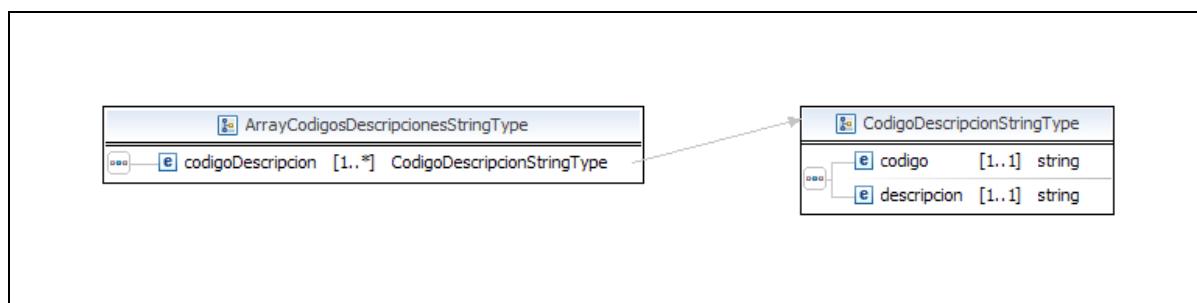 ArrayCodigosDescripcionesStringType
e codigoDescripcion [1..*] CodigoDescripcionStringType
CodigoDescripcionStringType
e codigo [1..1] string
e descripcion [1..1] string